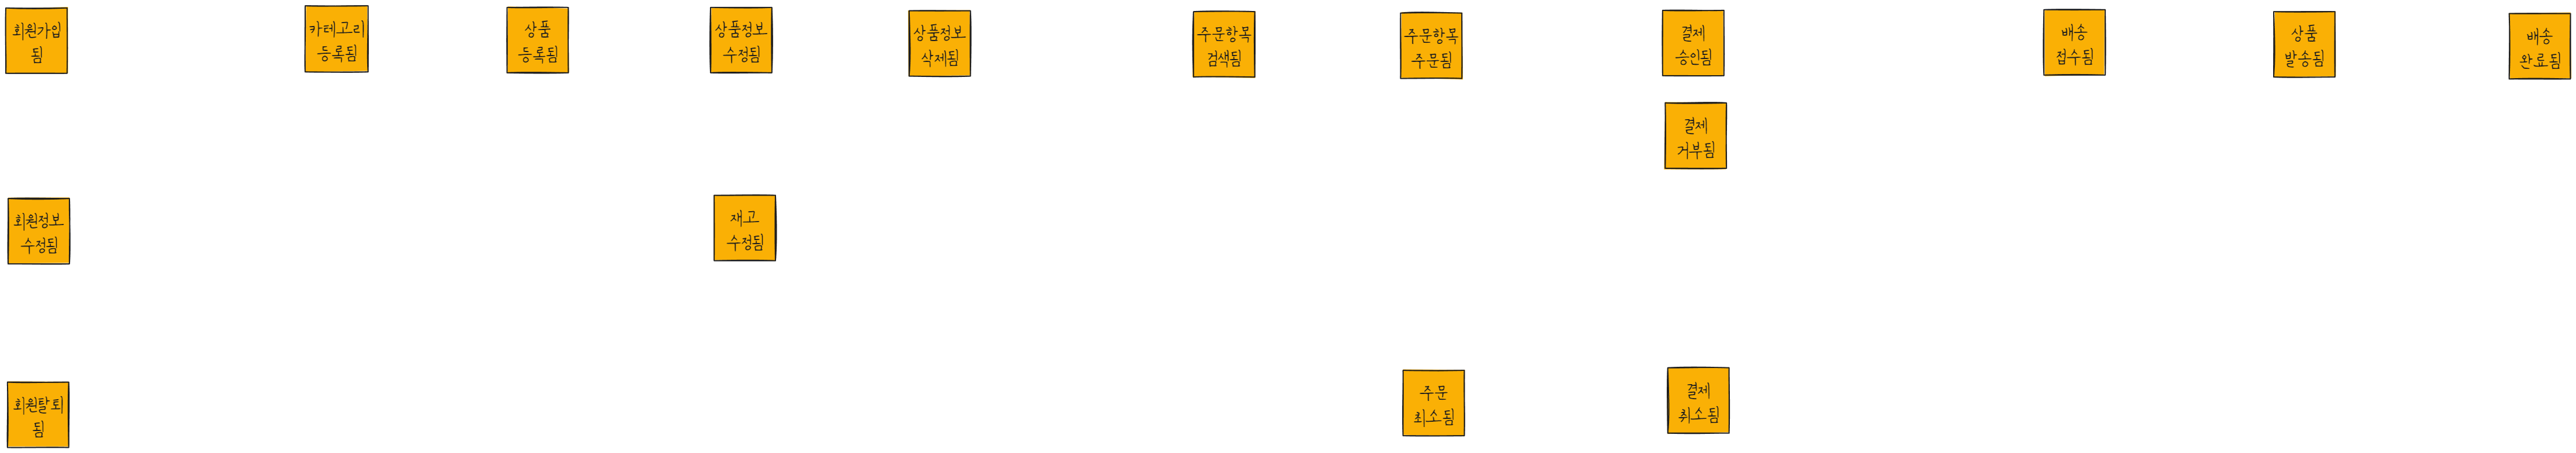 회원가입
됨
카테고리
등록됨
상품
등록됨
상품정보
수정됨
상품정보
삭제됨
주문항목
검색됨
주문항목
주문됨
결제
승인됨
배송
접수됨
상품
발송됨
배송
완료됨
결제
거부됨
회원정보
수정됨
재고
수정됨
회원탈퇴
됨
주문
최소됨
결제
취소됨